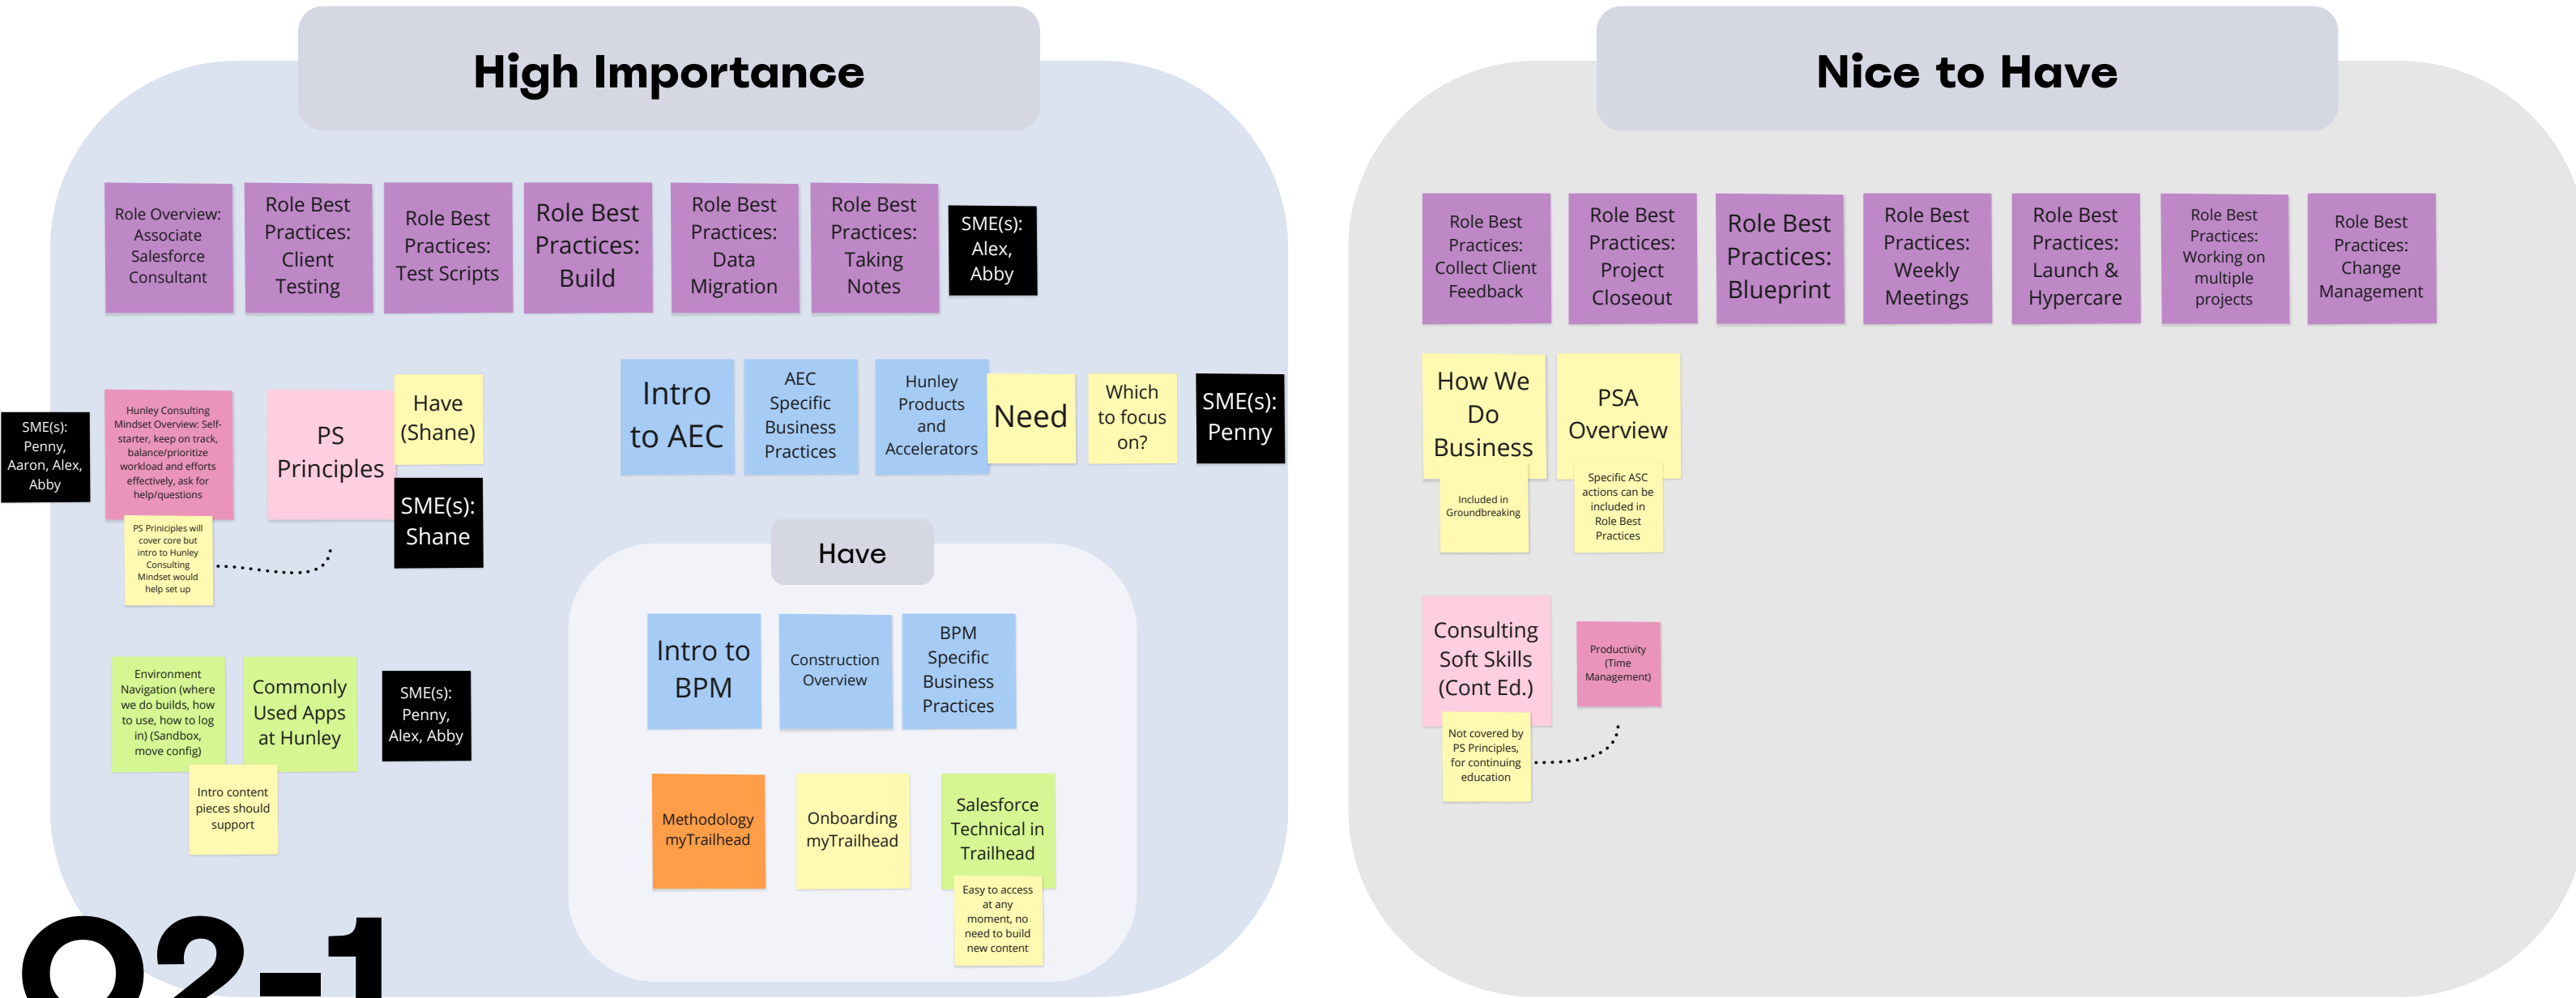 High Importance
Nice to Have
Role Overview:
Associate
Salesforce
Consultant
Role Best
Practices:
Client
Testing
Role Best
Practices:
Test Scripts
Role Best
Practices:
Build
Role Best
Practices:
Data
Migration
Role Best
Practices:
Taking
Notes
SME(s):
Alex,
Abby
SME(s):
Penny,
Aaron, Alex,
Abby
Hunley Consulting
Mindset Overview: Self-
starter, keep on track,
balance/prioritize
workload and efforts
effectively, ask for
help/questions
PS Priniciples will
cover core but
intro to Hunley
Consulting
Mindset would
help set up
PS
Principles
Have
(Shane)
SME(s):
Shane
Intro
to AEC
AEC
Specific
Business
Practices
Hunley
Products
and
Accelerators
Need
Which
to focus
on?
SME(s):
Penny
Environment
Navigation (where
we do builds, how
to use, how to log
in) (Sandbox,
move config)
Commonly
Used Apps
at Hunley
SME(s):
Penny,
Alex, Abby
Intro content
pieces should
support
Have
Intro to
BPM
Construction
Overview
BPM
Specific
Business
Practices
Methodology
myTrailhead
Onboarding
myTrailhead
Salesforce
Technical in
Trailhead
Easy to access
at any
moment, no
need to build
new content
Q2-1
Role Best
Practices:
Collect Client
Feedback
Role Best
Practices:
Project
Closeout
Role Best
Practices:
Blueprint
Role Best
Practices:
Weekly
Meetings
Role Best
Practices:
Launch &
Hypercare
Role Best
Practices:
Working on
multiple
projects
Role Best
Practices:
Change
Management
How We
Do
Business
Included in
Groundbreaking
PSA
Overview
Specific ASC
actions can be
included in
Role Best
Practices
Consulting
Soft Skills
(Cont Ed.)
Productivity
(Time
Management)
Not covered by
PS Principles,
for continuing
education